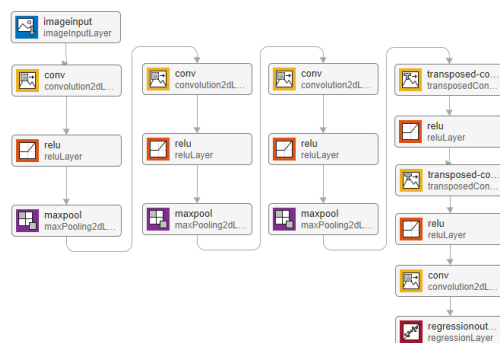 imageinput
imageInputLayer
conv
convolution2dL...
relu
reluLayer
maxpool
maxPooling2dL...
conv
convolution2dL...
relu
reluLayer
maxpool
maxPooling2dL...
conv
convolution2dL...
relu
reluLayer
maxpool
maxPooling2dL...
transposed-co...
transposedCon...
relu
reluLayer
transposed-co...
transposedCon...
relu
reluLayer
conv
convolution2dL...
regressionout...
regressionLayer